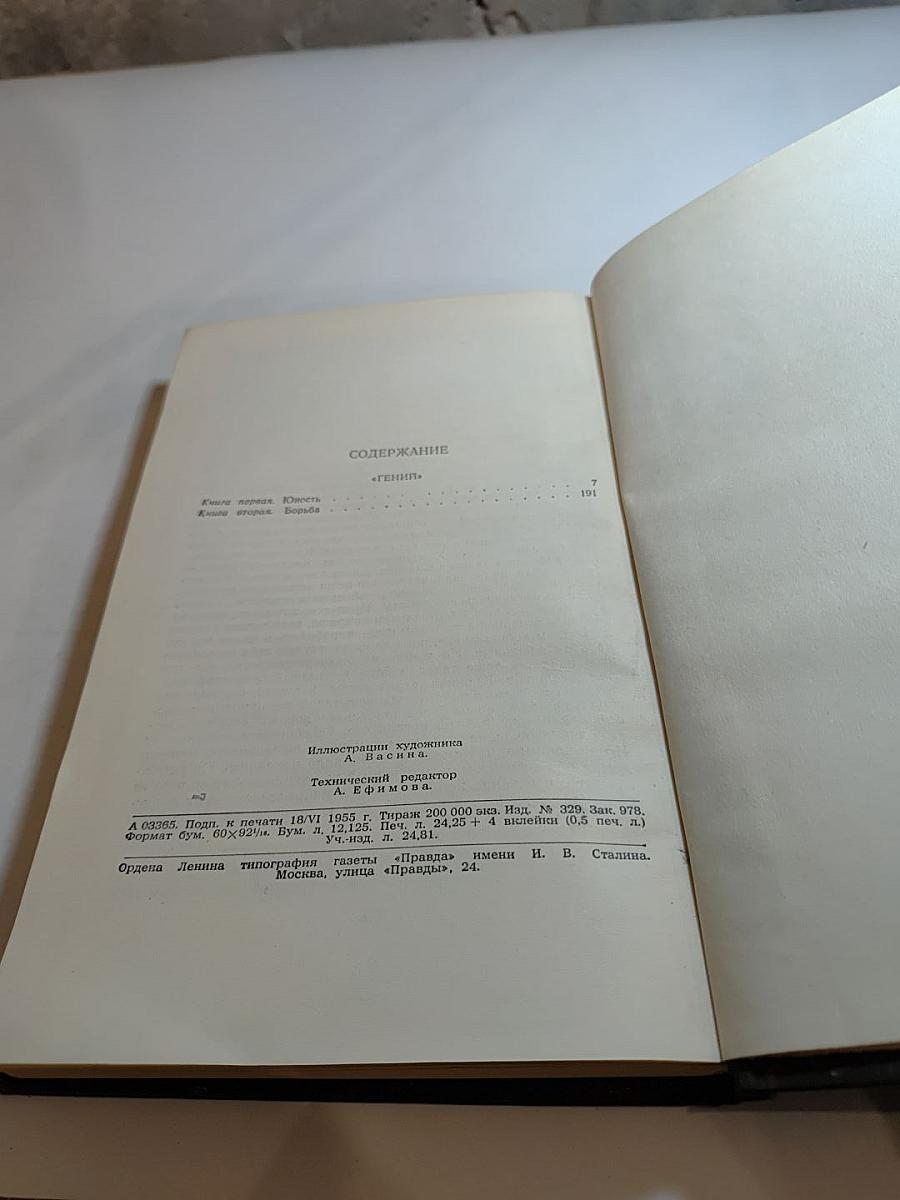 СОДЕРЖАНИЕ
«ГЕНИЙ»
Книга первая. Юность . . . . . . . . . . . . . . . . 7
Книга вторая. Борьба . . . . . . . . . . . . . . . . 191
Иллюстрации художника
А. Васина.
Технический редактор
А. Ефимова.
А 03365. Подп. к печати 18/VI 1955 г. Тираж 200 000 экз. Изд. № 329. Зак. 978.
Формат бум. 60×92¹/₁₆. Бум. л. 12,125. Печ. л. 24,25 + 4 вклейки (0,5 печ. л.)
Уч.-изд. л. 24,81.
Ордена Ленина типография газеты «Правда» имени И. В. Сталина.
Москва, улица «Правды», 24.